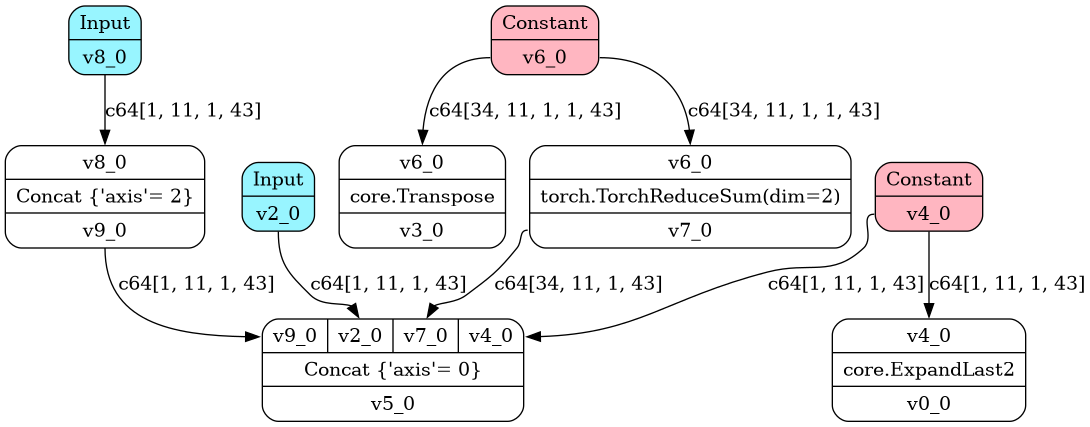 Input
v8_0
Constant
v6_0
c64[1, 11, 1, 43]
c64[34, 11, 1, 1, 43]
c64[34, 11, 1, 1, 43]
v8_0
Concat {'axis'= 2}
v9_0
Input
v2_0
v6_0
core.Transpose
v3_0
v6_0
torch.TorchReduceSum(dim=2)
v7_0
Constant
v4_0
c64[1, 11, 1, 43]
c64[1, 11, 1, 43]
c64[34, 11, 1, 43]
c64[1, 11, 1, 43]
c64[1, 11, 1, 43]
v9_0 v2_0 v7_0 v4_0
Concat {'axis'= 0}
v5_0
v4_0
core.ExpandLast2
v0_0